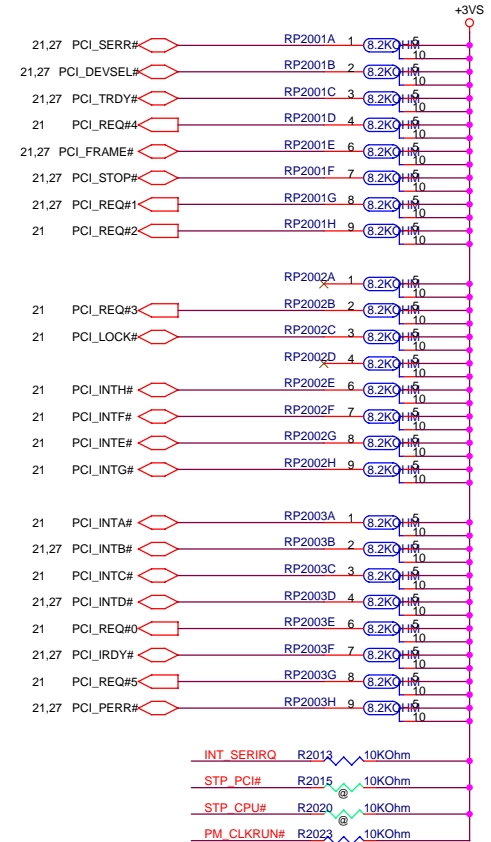 +3VS
21,27 PCI_SERR# RP2001A 1 8.2KOHM 5
10
21,27 PCI_DEVSEL# RP2001B 2 8.2KOHM 5
10
21,27 PCI_TRDY# RP2001C 3 8.2KOHM 5
10
21 PCI_REQ#4 RP2001D 4 8.2KOHM 5
10
21,27 PCI_FRAME# RP2001E 6 8.2KOHM 5
10
21,27 PCI_STOP# RP2001F 7 8.2KOHM 5
10
21,27 PCI_REQ#1 RP2001G 8 8.2KOHM 5
10
21 PCI_REQ#2 RP2001H 9 8.2KOHM 5
10
RP2002A 1 8.2KOHM 5
10
21 PCI_REQ#3 RP2002B 2 8.2KOHM 5
10
21 PCI_LOCK# RP2002C 3 8.2KOHM 5
10
RP2002D 4 8.2KOHM 5
10
21 PCI_INTH# RP2002E 6 8.2KOHM 5
10
21 PCI_INTF# RP2002F 7 8.2KOHM 5
10
21 PCI_INTE# RP2002G 8 8.2KOHM 5
10
21 PCI_INTG# RP2002H 9 8.2KOHM 5
10
21 PCI_INTA# RP2003A 1 8.2KOHM 5
10
21,27 PCI_INTB# RP2003B 2 8.2KOHM 5
10
21 PCI_INTC# RP2003C 3 8.2KOHM 5
10
21,27 PCI_INTD# RP2003D 4 8.2KOHM 5
10
21 PCI_REQ#0 RP2003E 6 8.2KOHM 5
10
21,27 PCI_IRDY# RP2003F 7 8.2KOHM 5
10
21 PCI_REQ#5 RP2003G 8 8.2KOHM 5
10
21,27 PCI_PERR# RP2003H 9 8.2KOHM 5
10
INT_SERIRQ R2013 10KOhm
STP_PCI# R2015 10KOhm
@
STP_CPU# R2020 10KOhm
@
PM_CLKRUN# R2023 10KOhm